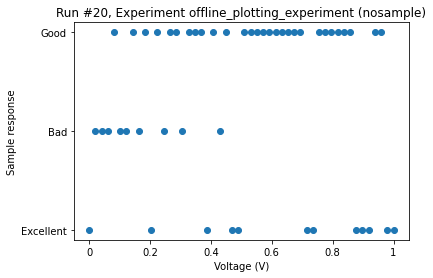 Run #20, Experiment offline_plotting_experiment (nosample)
Good
Bad
Excellent
Sample response
0 0.2 0.4 0.6 0.8 1
Voltage (V)